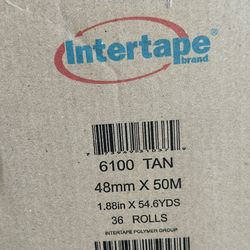 Intertape®
brand
6100 TAN
48mm X 50M
1.88in X 54.6YDS
36 ROLLS
INTERTAPE POLYMER GROUP